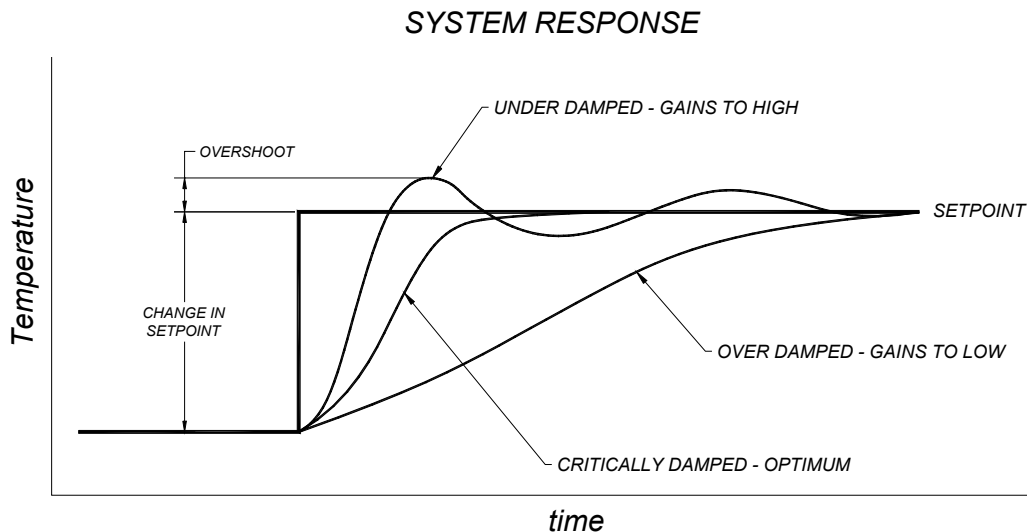 SYSTEM RESPONSE
UNDER DAMPED - GAINS TO HIGH
OVERSHOOT
SETPOINT
Temperature
CHANGE IN
SETPOINT
OVER DAMPED - GAINS TO LOW
CRITICALLY DAMPED - OPTIMUM
time